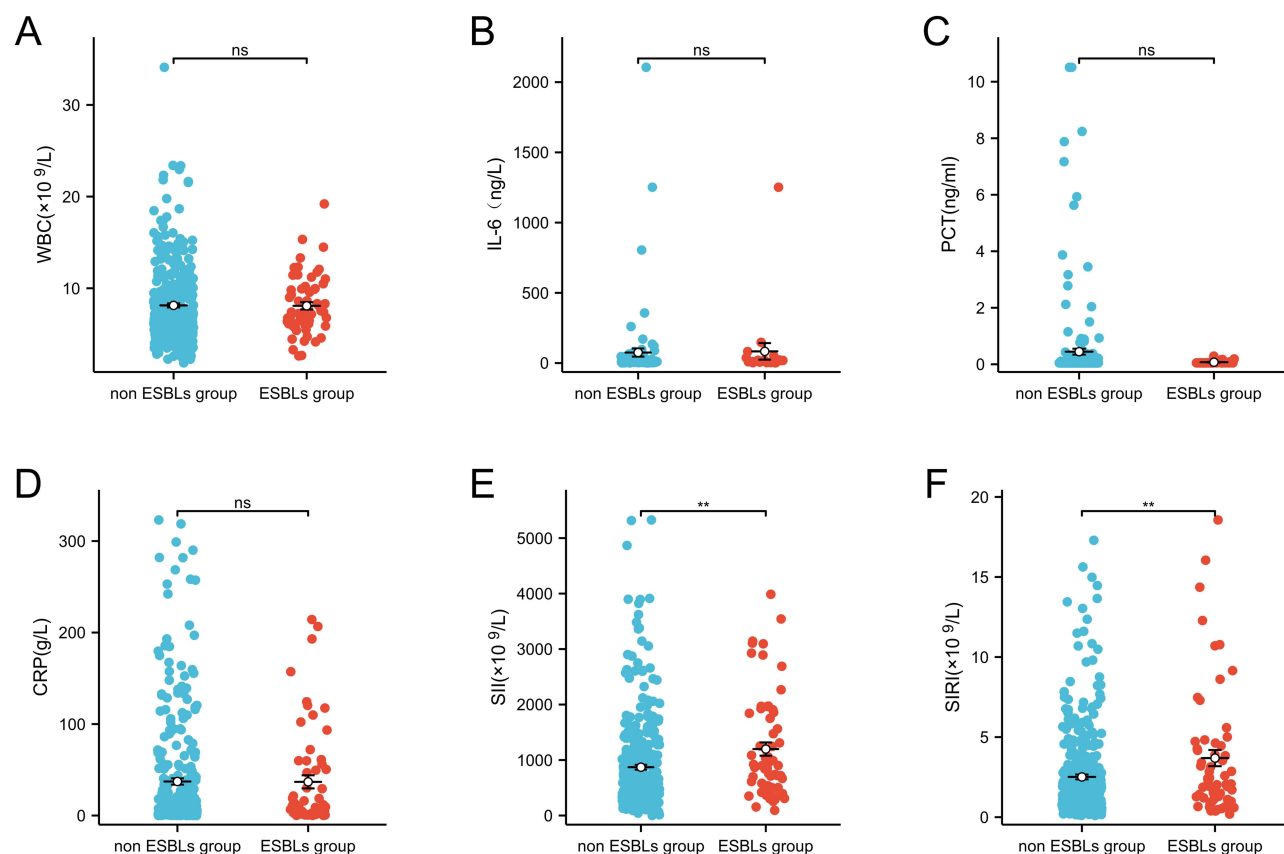 A
ns
WBC(×10 ⁹/L)
30
20
10
non ESBLs group
ESBLs group
B
ns
IL-6（ng/L）
2000
1500
1000
500
0
non ESBLs group
ESBLs group
C
ns
PCT(ng/ml)
10
8
6
4
2
0
non ESBLs group
ESBLs group
D
ns
CRP(g/L)
300
200
100
0
non ESBLs group
ESBLs group
E
**
SII(×10 ⁹/L)
5000
4000
3000
2000
1000
0
non ESBLs group
ESBLs group
F
**
SIRI(×10 ⁹/L)
20
15
10
5
0
non ESBLs group
ESBLs group